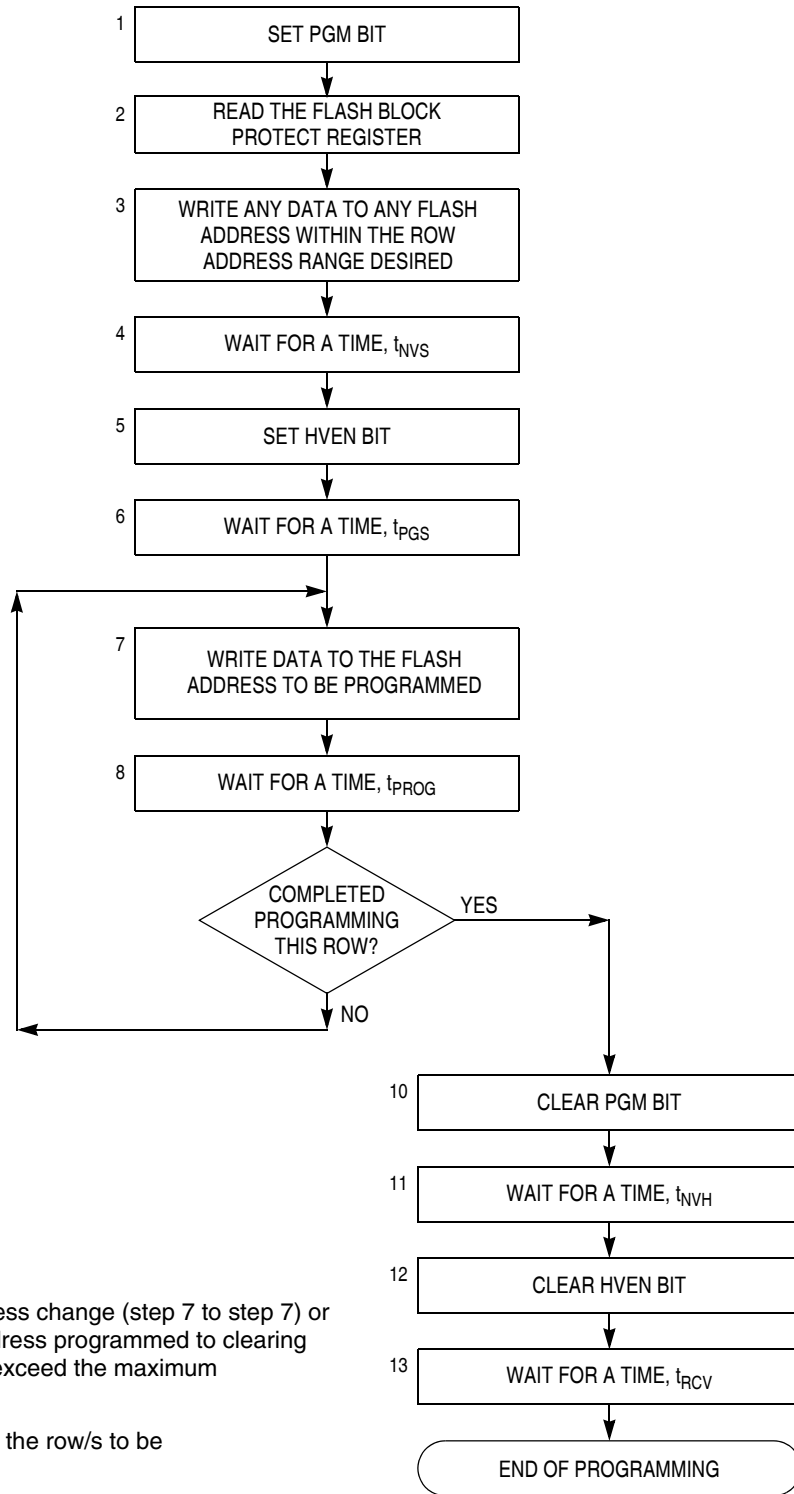 1
SET PGM BIT
2
READ THE FLASH BLOCK
PROTECT REGISTER
3
WRITE ANY DATA TO ANY FLASH
ADDRESS WITHIN THE ROW
ADDRESS RANGE DESIRED
4
WAIT FOR A TIME, tNVS
5
SET HVEN BIT
6
WAIT FOR A TIME, tPGS
7
WRITE DATA TO THE FLASH
ADDRESS TO BE PROGRAMMED
8
WAIT FOR A TIME, tPROG
COMPLETED
PROGRAMMING
THIS ROW?
YES
NO
10
CLEAR PGM BIT
11
WAIT FOR A TIME, tNVH
12
CLEAR HVEN BIT
13
WAIT FOR A TIME, tRCV
END OF PROGRAMMING
ess change (step 7 to step 7) or
dress programmed to clearing
exceed the maximum
the row/s to be